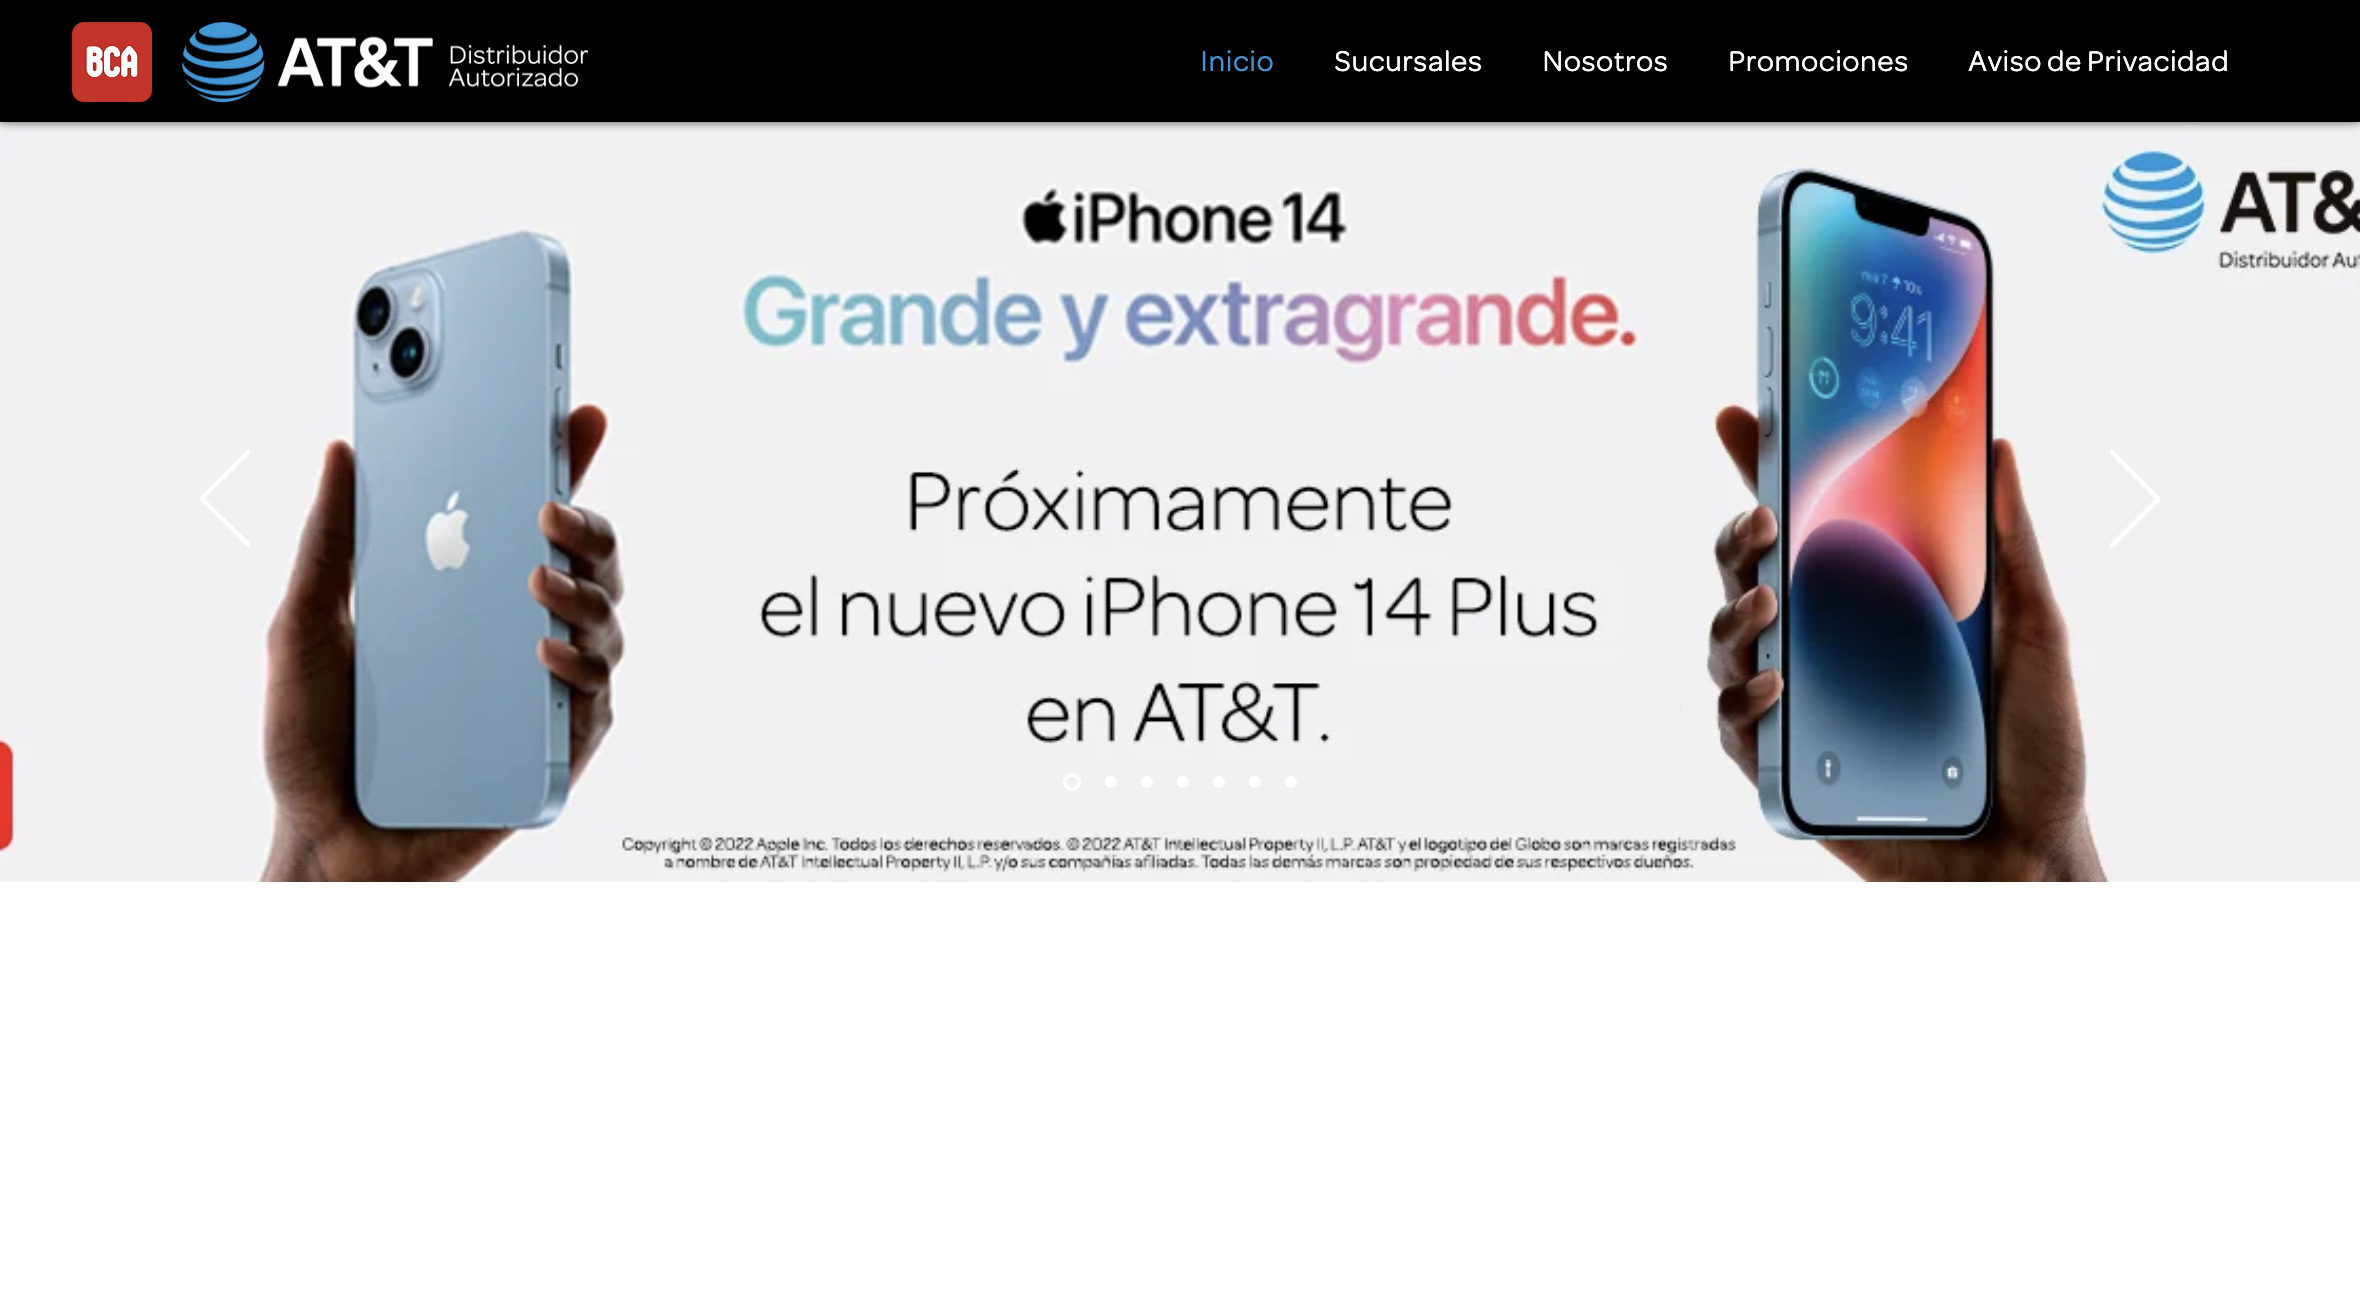 BCA
AT&T Distribuidor
Autorizado
Inicio
Sucursales
Nosotros
Promociones
Aviso de Privacidad
iPhone 14
Grande y extragrande.
Próximamente
el nuevo iPhone 14 Plus
en AT&T.
AT&
Distribuidor Au
9:41
Copyright © 2022 Apple Inc. Todos los derechos reservados. © 2022 AT&T Intellectual Property II, L.P. AT&T y el logotipo del Globo son marcas registradas
a nombre de AT&T Intellectual Property II, L.P. y/o sus compañías afiliadas. Todas las demás marcas son propiedad de sus respectivos dueños.